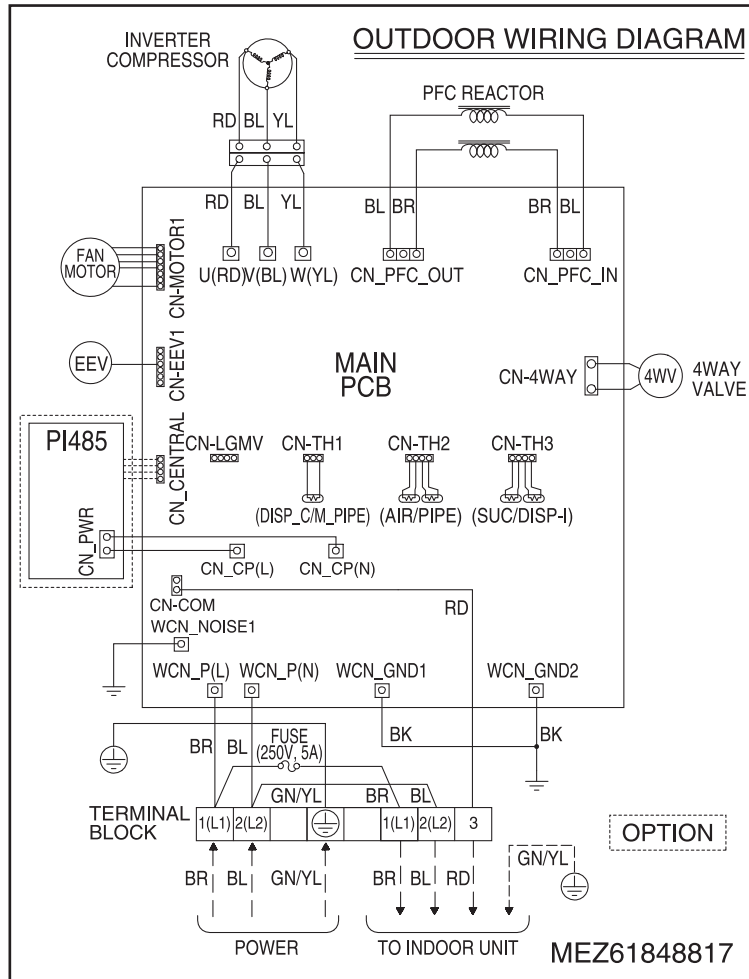 OUTDOOR WIRING DIAGRAM
INVERTER
COMPRESSOR
PFC REACTOR
RD BL YL
RD BL YL
BL BR
BR BL
FAN
MOTOR
CN-MOTOR1
U(RD) V(BL) W(YL)
CN_PFC_OUT
CN_PFC_IN
EEV
CN-EEV1
MAIN
PCB
CN-4WAY
4WV
4WAY
VALVE
PI485
CN_CENTRAL
CN-LGMV
CN-TH1
CN-TH2
CN-TH3
(DISP_C/M_PIPE)
(AIR/PIPE)
(SUC/DISP-I)
CN_PWR
CN_CP(L)
CN_CP(N)
CN-COM
RD
WCN_NOISE1
WCN_P(L)
WCN_P(N)
WCN_GND1
WCN_GND2
BR BL
FUSE
(250V, 5A)
BK
BK
GN/YL
BR BL
TERMINAL
BLOCK
1(L1) 2(L2) 1(L1) 2(L2) 3
OPTION
BR BL GN/YL BR BL RD GN/YL
POWER
TO INDOOR UNIT
MEZ61848817